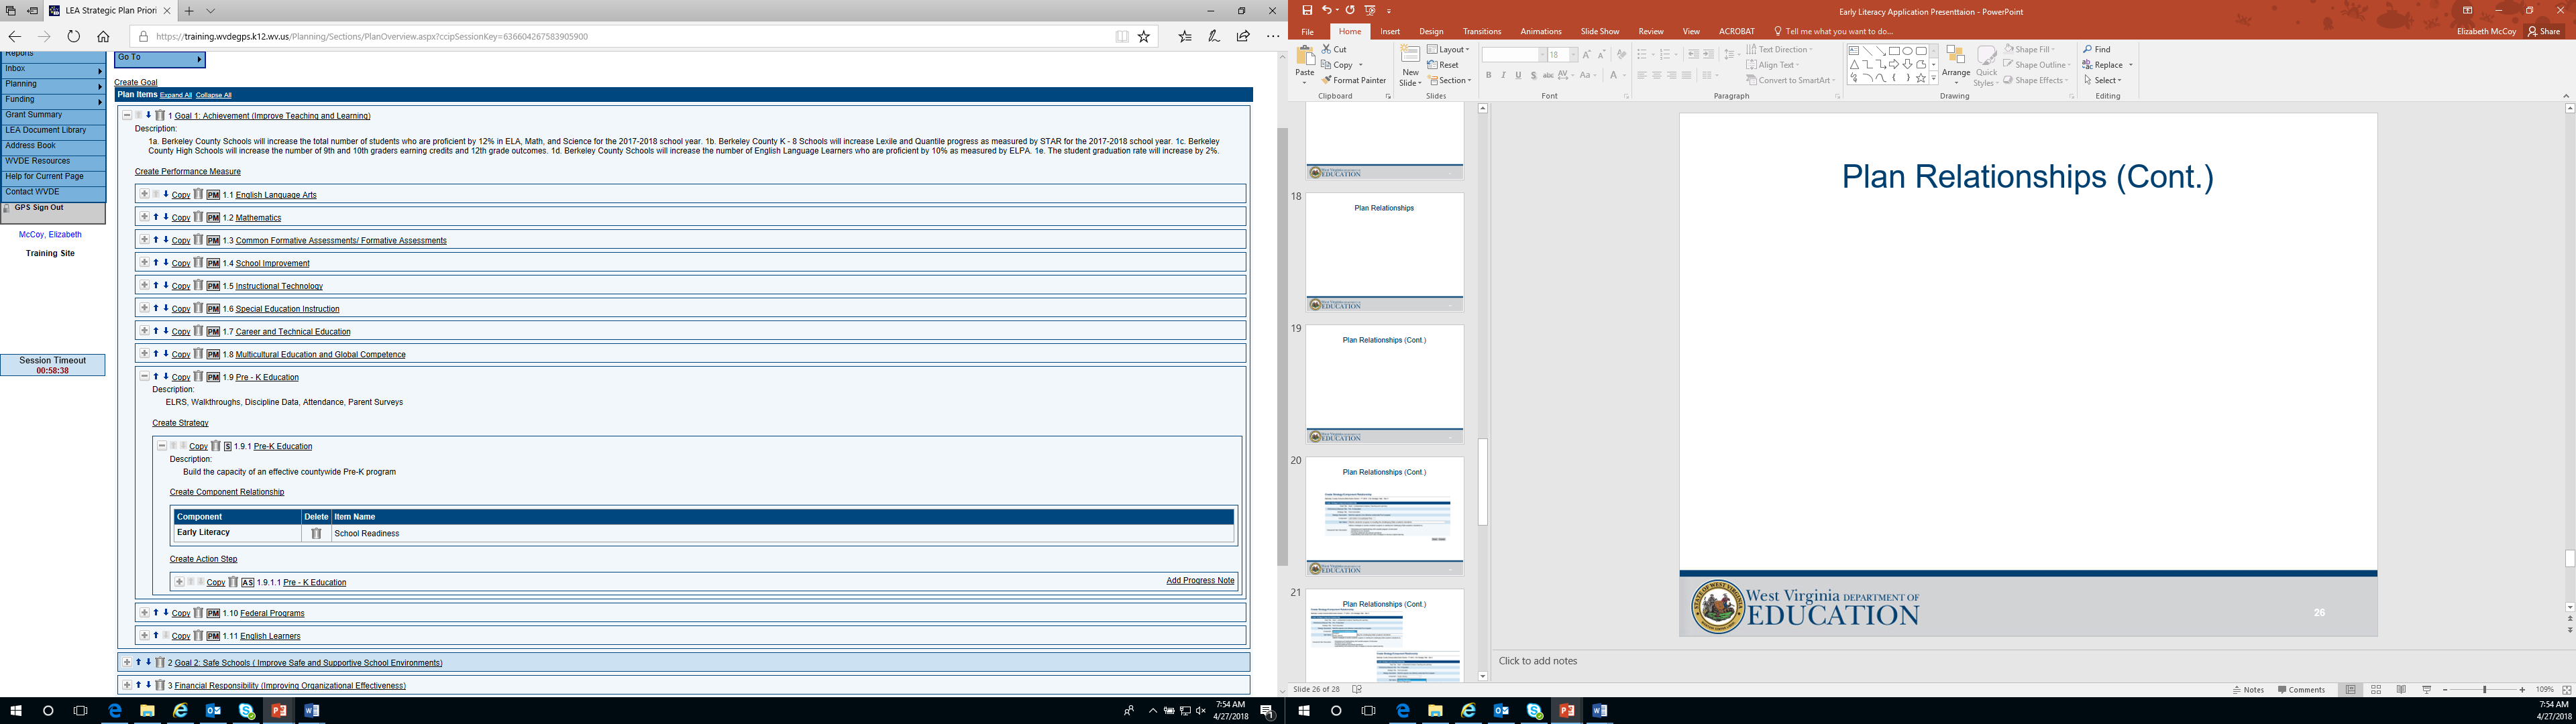 LEA Strategic Plan Priori
https://training.wvdegps.k12.wv.us/Planning/Sections/PlanOverview.aspx?ccipSessionKey=636604267583905900
Reports
Inbox
Planning
Funding
Grant Summary
LEA Document Library
Address Book
WVDE Resources
Help for Current Page
Contact WVDE
GPS Sign Out
McCoy, Elizabeth
Training Site
Session Timeout
00:58:38
Go To
Create Goal
Plan Items Expand All Collapse All
1 Goal 1: Achievement (Improve Teaching and Learning)
Description:
1a. Berkeley County Schools will increase the total number of students who are proficient by 12% in ELA, Math, and Science for the 2017-2018 school year. 1b. Berkeley County K - 8 Schools will increase Lexile and Quantile progress as measured by STAR for the 2017-2018 school year. 1c. Berkeley
County High Schools will increase the number of 9th and 10th graders earning credits and 12th grade outcomes. 1d. Berkeley County Schools will increase the number of English Language Learners who are proficient by 10% as measured by ELPA. 1e. The student graduation rate will increase by 2%.
Create Performance Measure
Copy PM 1.1 English Language Arts
Copy PM 1.2 Mathematics
Copy PM 1.3 Common Formative Assessments/ Formative Assessments
Copy PM 1.4 School Improvement
Copy PM 1.5 Instructional Technology
Copy PM 1.6 Special Education Instruction
Copy PM 1.7 Career and Technical Education
Copy PM 1.8 Multicultural Education and Global Competence
Copy PM 1.9 Pre - K Education
Description:
ELRS, Walkthroughs, Discipline Data, Attendance, Parent Surveys
Create Strategy
Copy S 1.9.1 Pre-K Education
Description:
Build the capacity of an effective countywide Pre-K program
Create Component Relationship
Component Delete Item Name
Early Literacy School Readiness
Create Action Step
Copy AS 1.9.1.1 Pre - K Education Add Progress Note
Copy PM 1.10 Federal Programs
Copy PM 1.11 English Learners
2 Goal 2: Safe Schools ( Improve Safe and Supportive School Environments)
3 Financial Responsibility (Improving Organizational Effectiveness)
7:54 AM
4/27/2018
Early Literacy Application Presenttaion - PowerPoint
File Home Insert Design Transitions Animations Slide Show Review View ACROBAT Tell me what you want to do... Elizabeth McCoy Share
Paste
Cut
Copy
Format Painter
Clipboard
New
Slide
Layout
Reset
Section
Slides
18
B I U S abc AV Aa A
Font
Text Direction
Align Text
Convert to SmartArt
Paragraph
Arrange
Quick
Styles
Shape Fill
Shape Outline
Shape Effects
Drawing
Find
Replace
Select
Editing
EDUCATION
18
Plan Relationships
EDUCATION
19
Plan Relationships (Cont.)
EDUCATION
20
Plan Relationships (Cont.)
EDUCATION
21
Plan Relationships (Cont.)
Plan Relationships (Cont.)
West Virginia DEPARTMENT OF
EDUCATION
26
Click to add notes
Slide 26 of 28
Notes Comments 109%
7:54 AM
4/27/2018